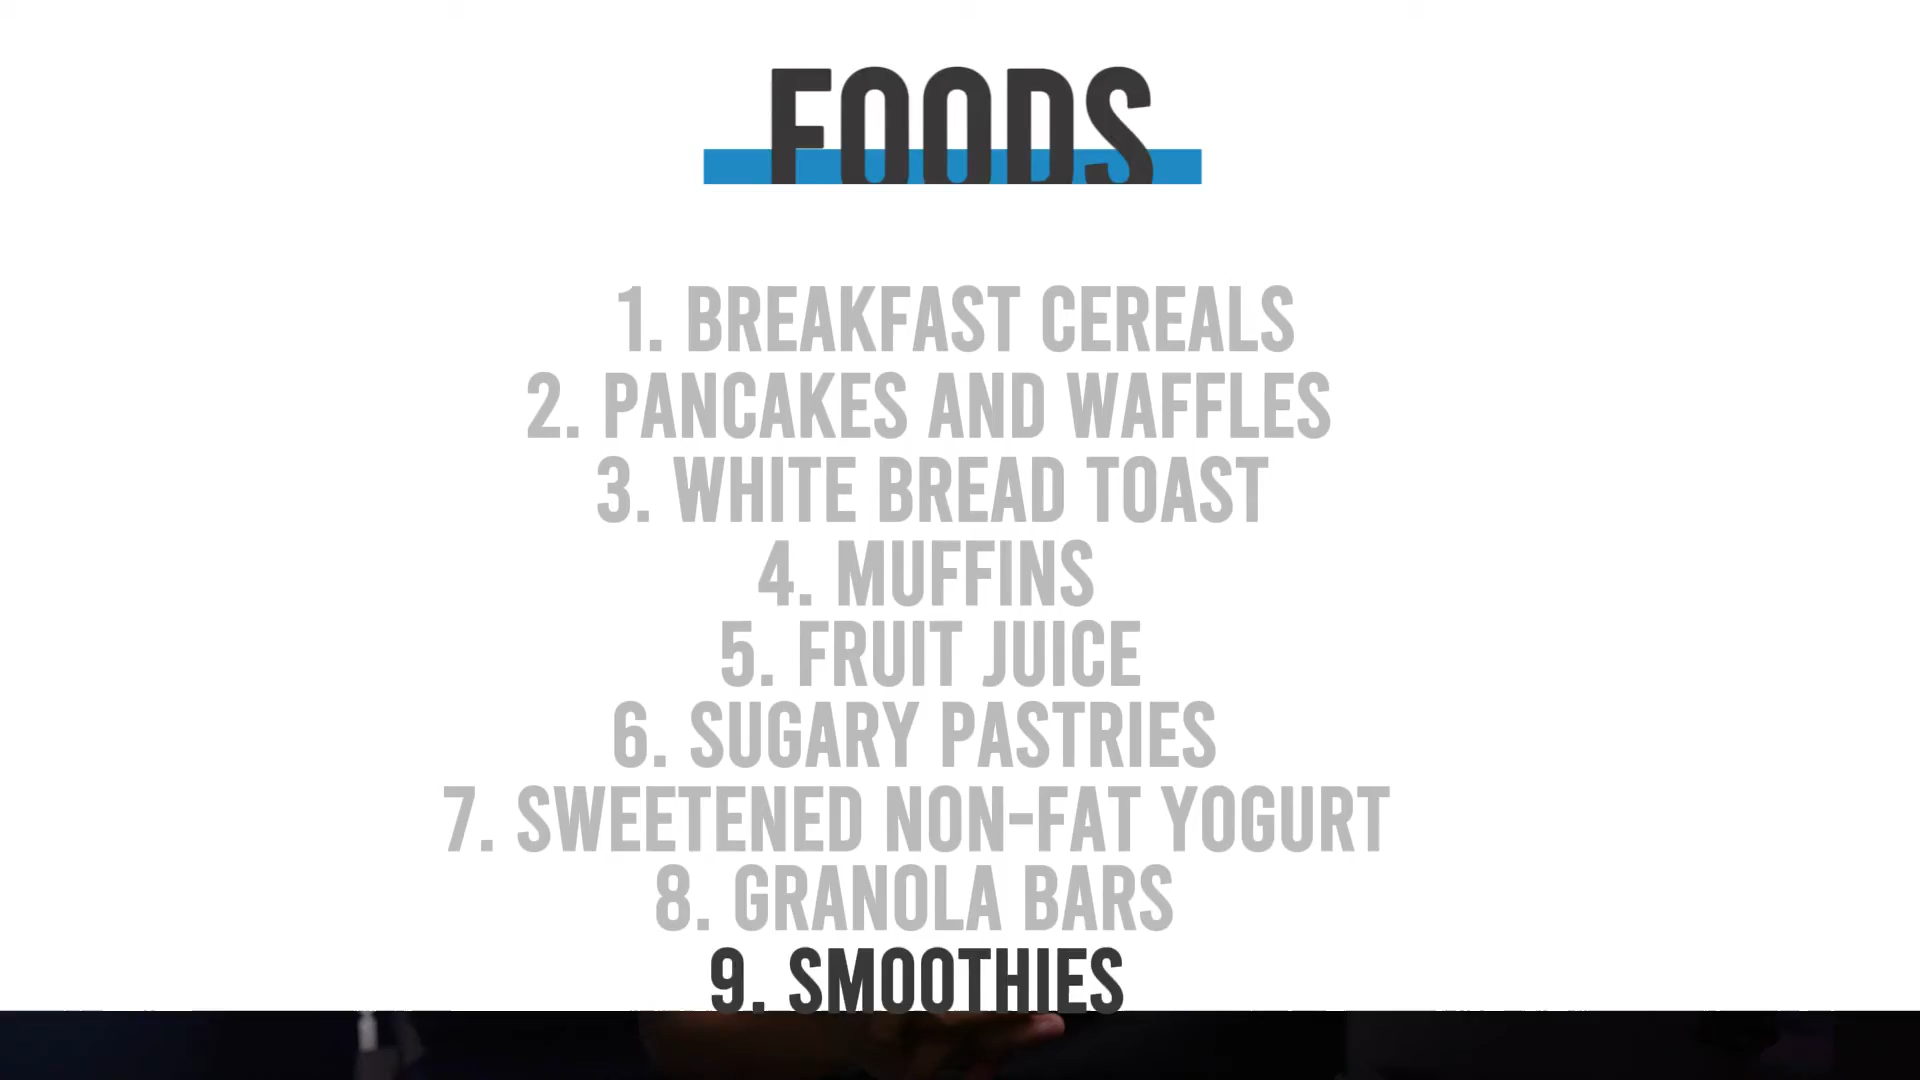 FOODS
1. BREAKFAST CEREALS
2. PANCAKES AND WAFFLES
3. WHITE BREAD TOAST
4. MUFFINS
5. FRUIT JUICE
6. SUGARY PASTRIES
7. SWEETENED NON-FAT YOGURT
8. GRANOLA BARS
9. SMOOTHIES